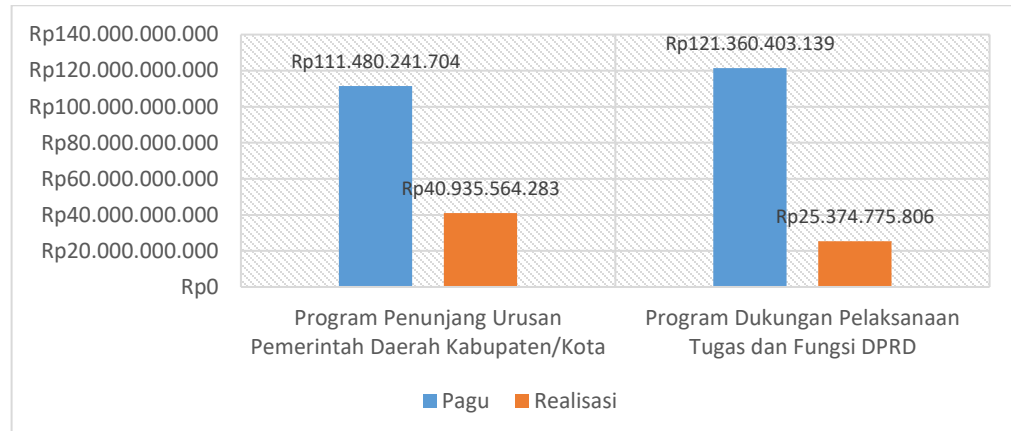 Rp140.000.000.000
Rp120.000.000.000
Rp100.000.000.000
Rp80.000.000.000
Rp60.000.000.000
Rp40.000.000.000
Rp20.000.000.000
Rp0
Rp111.480.241.704
Rp40.935.564.283
Rp121.360.403.139
Rp25.374.775.806
Program Penunjang Urusan
Pemerintah Daerah Kabupaten/Kota
Program Dukungan Pelaksanaan
Tugas dan Fungsi DPRD
Pagu
Realisasi